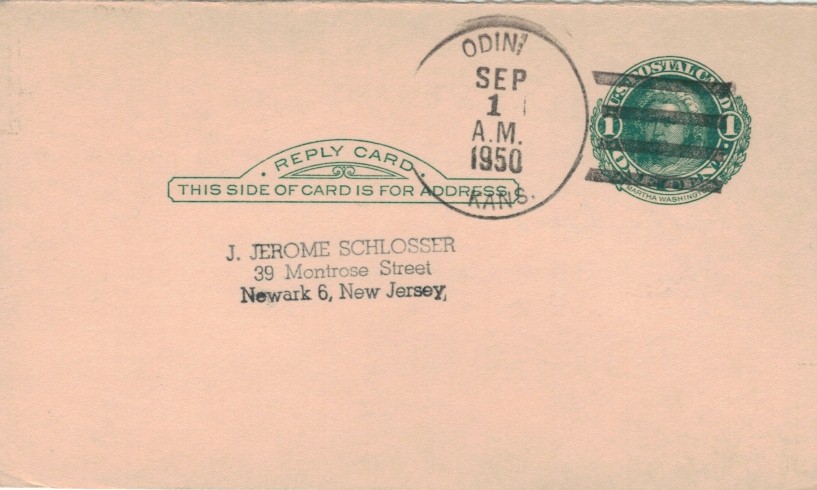 ODIN
SEP
1
A.M.
1950
KANS.
U.S. POSTAL CARD
1 1
ONE CENT
MARTHA WASHINGTON
REPLY CARD
THIS SIDE OF CARD IS FOR ADDRESS
J. JEROME SCHLOSSER
39 Montrose Street
Newark 6, New Jersey,